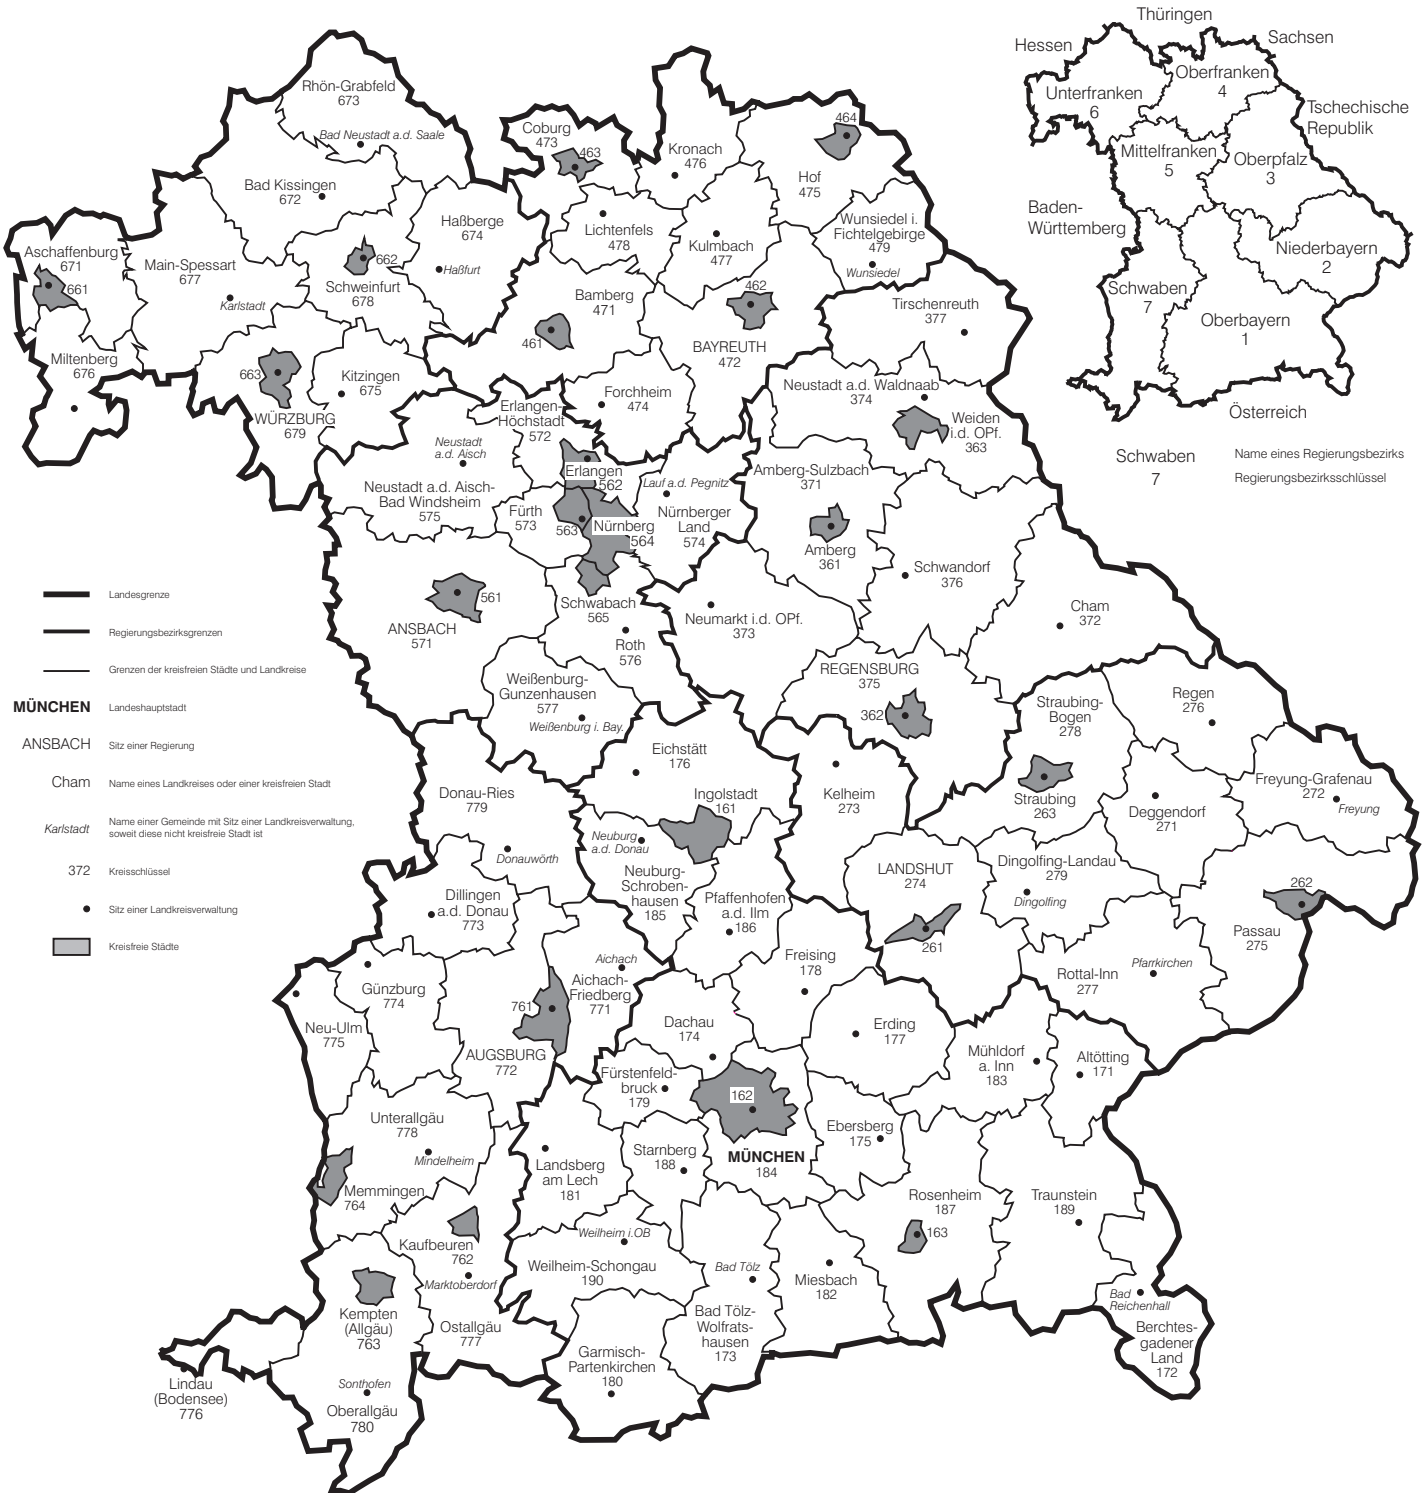 Thüringen
Hessen
Sachsen
Oberfranken
4
Unterfranken
6
Tschechische
Republik
Mittelfranken
5
Oberpfalz
3
Baden-
Württemberg
Niederbayern
2
Schwaben
7
Oberbayern
1
Österreich
Schwaben
7
Name eines Regierungsbezirks
Regierungsbezirksschlüssel
Rhön-Grabfeld
673
Bad Neustadt a.d. Saale
Coburg
473
463
Kronach
476
464
Hof
475
Bad Kissingen
672
Haßberge
674
Haßfurt
Lichtenfels
478
Kulmbach
477
Wunsiedel i.
Fichtelgebirge
479
Wunsiedel
Aschaffenburg
671
661
Main-Spessart
677
Karlstadt
662
Schweinfurt
678
Bamberg
471
461
462
BAYREUTH
472
Tirschenreuth
377
Miltenberg
676
663
WÜRZBURG
679
Kitzingen
675
Forchheim
474
Erlangen-
Höchstadt
572
Neustadt a.d. Waldnaab
374
Weiden
i.d. OPf.
363
Neustadt
a.d. Aisch
Neustadt a.d. Aisch-
Bad Windsheim
575
Erlangen
562
Lauf a.d. Pegnitz
Nürnberger
Land
574
Amberg-Sulzbach
371
Amberg
361
Fürth
573
563
Nürnberg
564
Schwandorf
376
Cham
372
561
ANSBACH
571
Schwabach
565
Roth
576
Neumarkt i.d. OPf.
373
REGENSBURG
375
362
Weißenburg-
Gunzenhausen
577
Weißenburg i. Bay.
Straubing-
Bogen
278
Regen
276
Landesgrenze
Regierungsbezirksgrenzen
Grenzen der kreisfreien Städte und Landkreise
MÜNCHEN
Landeshauptstadt
ANSBACH
Sitz einer Regierung
Cham
Name eines Landkreises oder einer kreisfreien Stadt
Karlstadt
Name einer Gemeinde mit Sitz einer Landkreisverwaltung,
soweit diese nicht kreisfreie Stadt ist
372
Kreisschlüssel
Sitz einer Landkreisverwaltung
Kreisfreie Städte
Eichstätt
176
Ingolstadt
161
Kelheim
273
Straubing
263
Deggendorf
271
Freyung-Grafenau
272
Freyung
Donau-Ries
779
Donauwörth
Neuburg
a.d. Donau
Neuburg-
Schroben-
hausen
185
Pfaffenhofen
a.d. Ilm
186
LANDSHUT
274
261
Dingolfing-Landau
279
Dingolfing
262
Passau
275
Dillingen
a.d. Donau
773
Aichach
Aichach-
Friedberg
771
Freising
178
Rottal-Inn
277
Pfarrkirchen
Günzburg
774
761
AUGSBURG
772
Neu-Ulm
775
Dachau
174
Erding
177
Mühldorf
a. Inn
183
Altötting
171
Fürstenfeld-
bruck
179
162
MÜNCHEN
184
Ebersberg
175
Unterallgäu
778
Mindelheim
Memmingen
764
Landsberg
am Lech
181
Starnberg
188
Rosenheim
187
163
Traunstein
189
Kaufbeuren
762
Marktoberdorf
Weilheim i.OB
Weilheim-Schongau
190
Bad Tölz
Bad Tölz-
Wolfrats-
hausen
173
Miesbach
182
Bad
Reichenhall
Berchtes-
gadener
Land
172
Kempten
(Allgäu)
763
Ostallgäu
777
Garmisch-
Partenkirchen
180
Lindau
(Bodensee)
776
Sonthofen
Oberallgäu
780